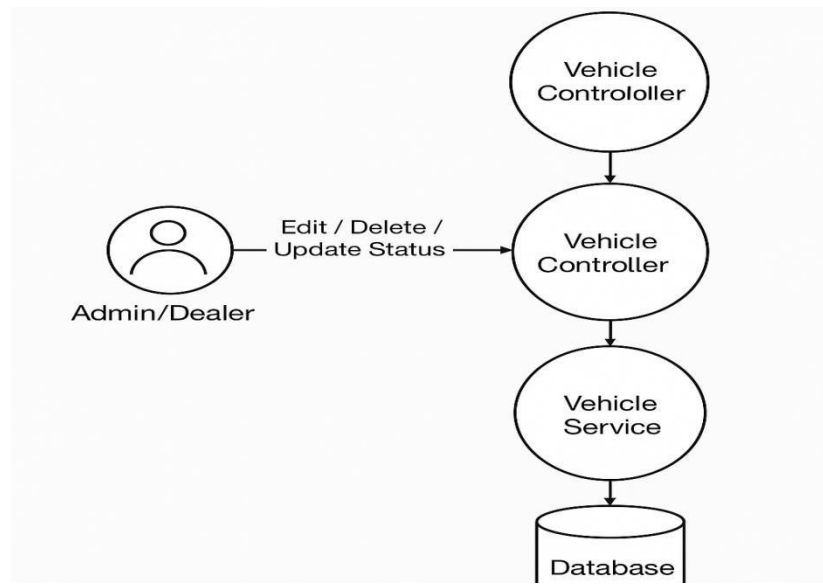 Vehicle
Controloller
Edit / Delete /
Update Status
Admin/Dealer
Vehicle
Controller
Vehicle
Service
Database